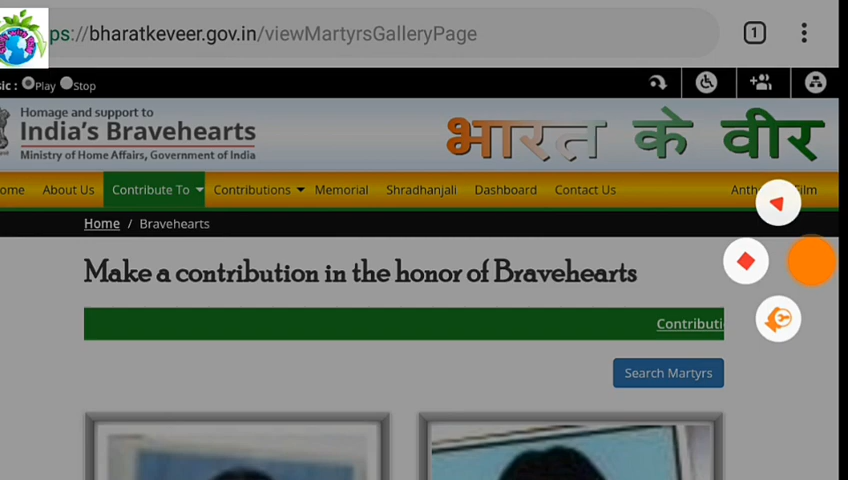 ps://bharatkeveer.gov.in/viewMartyrsGalleryPage
1
sic : Play Stop
Homage and support to
India's Bravehearts
Ministry of Home Affairs, Government of India
भारत के वीर
ome About Us Contribute To Contributions Memorial Shradhanjali Dashboard Contact Us Anth ilm
Home / Bravehearts
Make a contribution in the honor of Bravehearts
Contributi
Search Martyrs